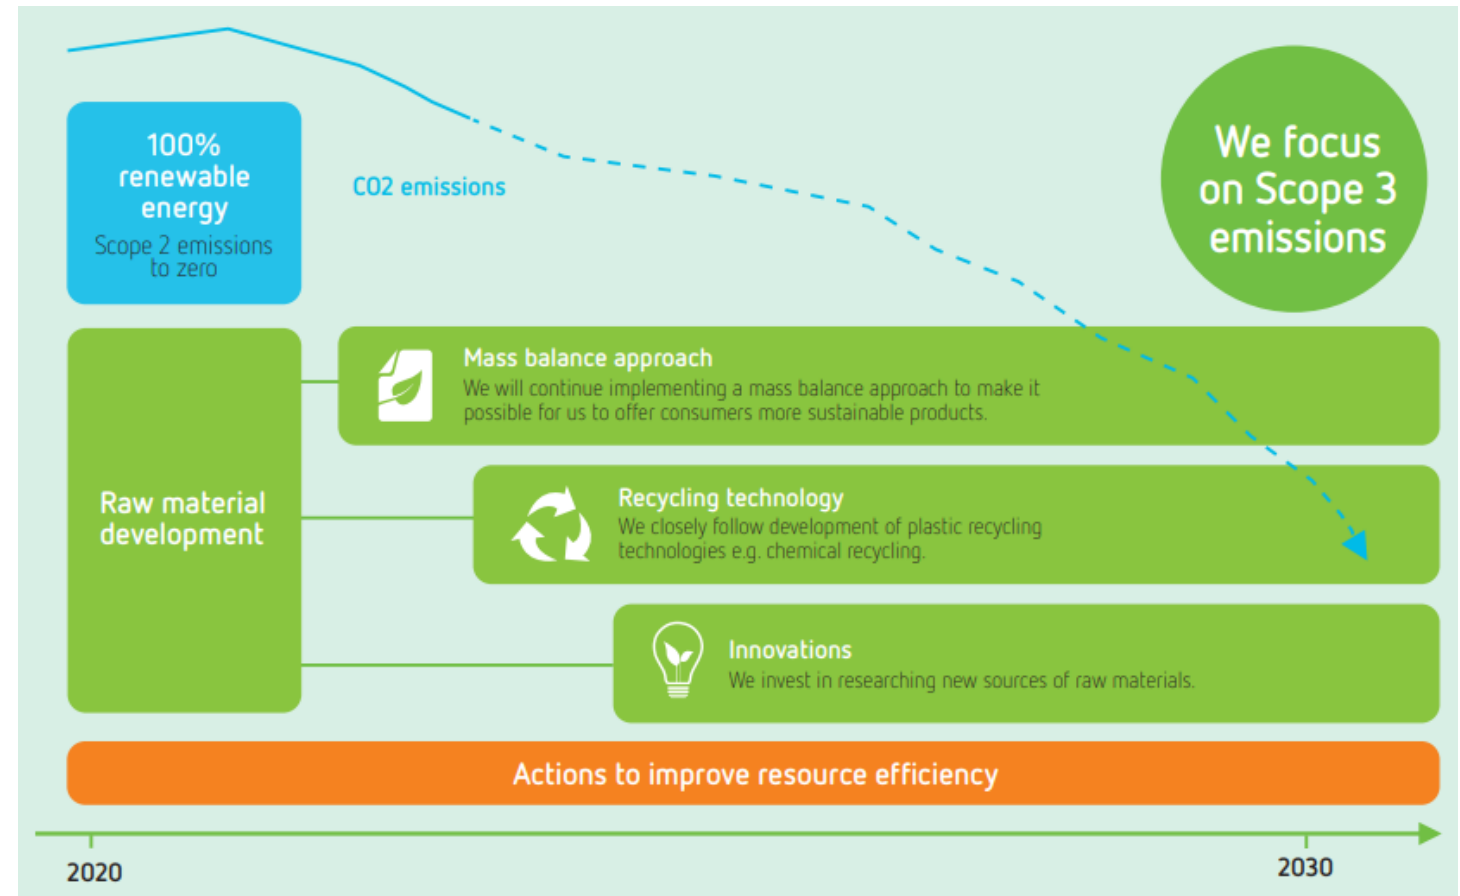 100%
renewable
energy
Scope 2 emissions
to zero
CO2 emissions
We focus
on Scope 3
emissions
Raw material
development
Mass balance approach
We will continue implementing a mass balance approach to make it
possible for us to offer consumers more sustainable products.
Recycling technology
We closely follow development of plastic recycling
technologies e.g. chemical recycling.
Innovations
We invest in researching new sources of raw materials.
Actions to improve resource efficiency
2020
2030